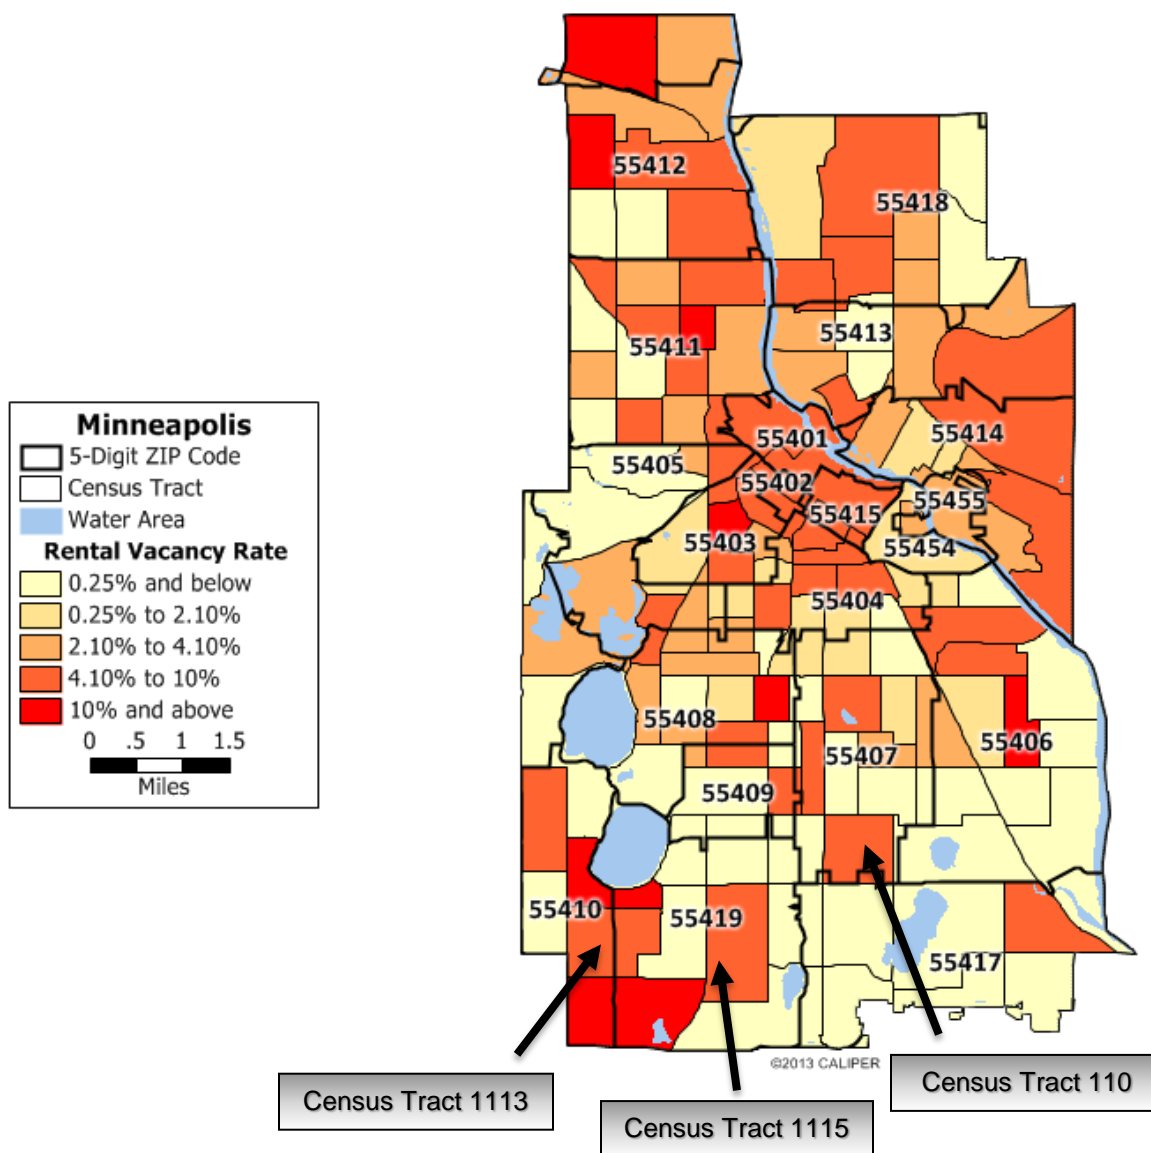 55412
55418
55413
55411
55401
55414
55405
55402
55455
55415
55403
55454
55404
55408
55406
55407
55409
55410
55419
55417
Minneapolis
5-Digit ZIP Code
Census Tract
Water Area
Rental Vacancy Rate
0.25% and below
0.25% to 2.10%
2.10% to 4.10%
4.10% to 10%
10% and above
0 .5 1 1.5
Miles
©2013 CALIPER
Census Tract 1113
Census Tract 1115
Census Tract 110